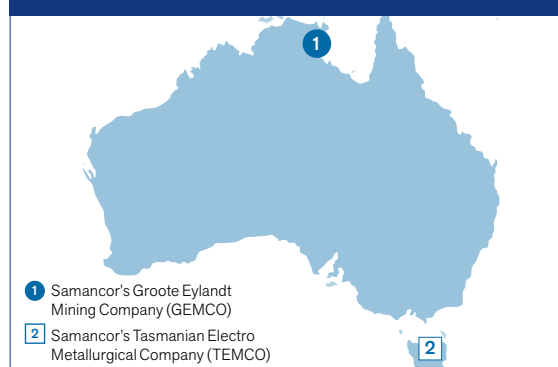 1
1 Samancor's Groote Eylandt
Mining Company (GEMCO)
2 Samancor's Tasmanian Electro
Metallurgical Company (TEMCO)
2